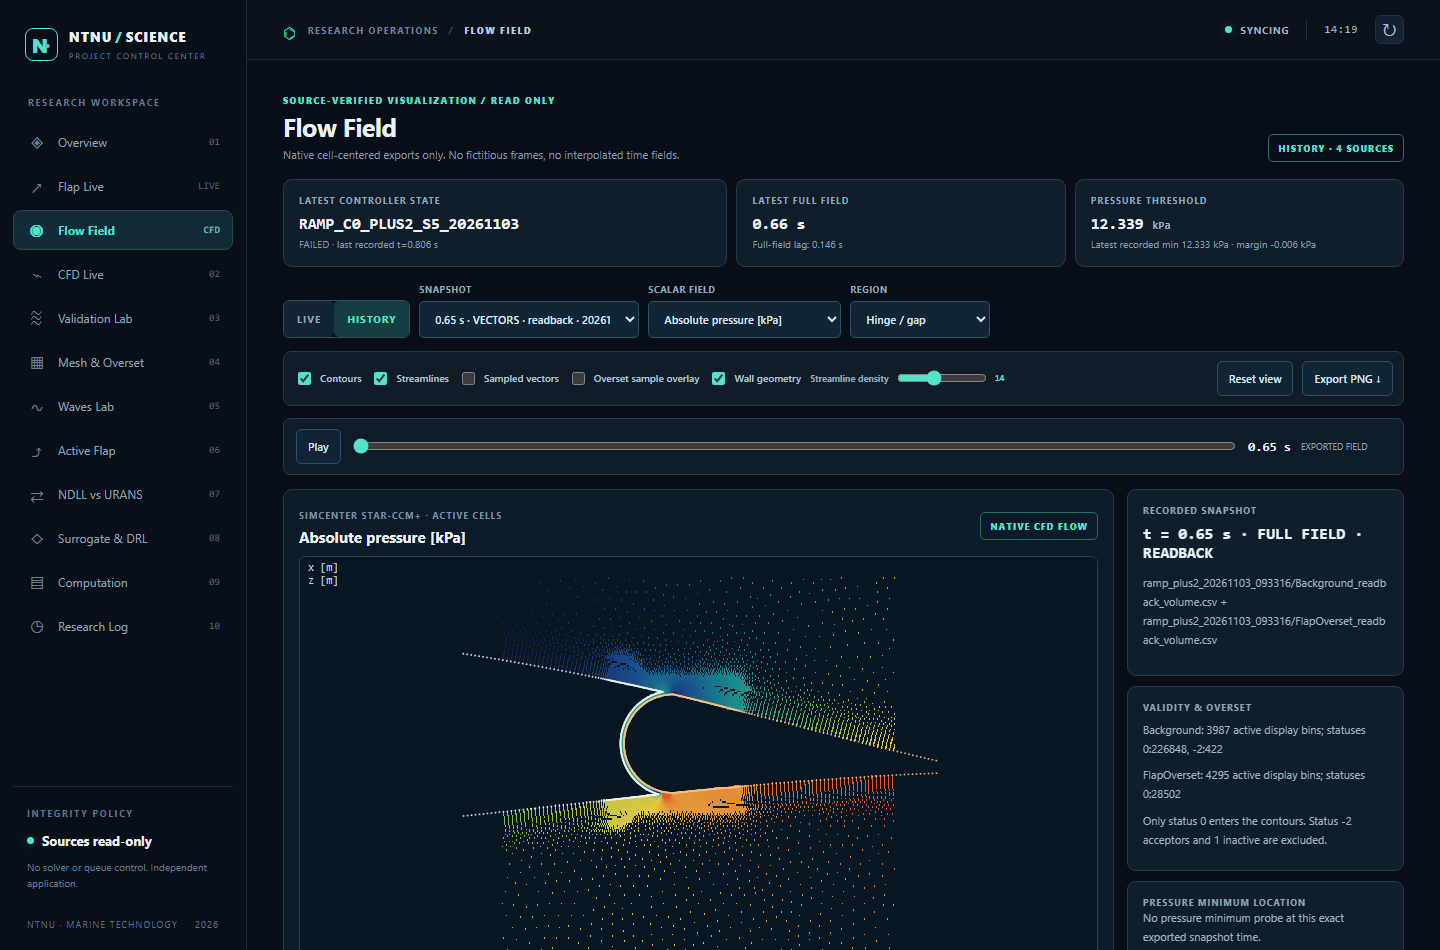 NTNU / SCIENCE
PROJECT CONTROL CENTER
RESEARCH WORKSPACE
Overview 01
Flap Live LIVE
Flow Field CFD
CFD Live 02
Validation Lab 03
Mesh & Overset 04
Waves Lab 05
Active Flap 06
NDLL vs URANS 07
Surrogate & DRL 08
Computation 09
Research Log 10
INTEGRITY POLICY
Sources read-only
No solver or queue control. Independent
application.
NTNU · MARINE TECHNOLOGY 2026
RESEARCH OPERATIONS / FLOW FIELD
SYNCING 14:19
SOURCE-VERIFIED VISUALIZATION / READ ONLY
Flow Field
Native cell-centered exports only. No fictitious frames, no interpolated time fields.
HISTORY · 4 SOURCES
LATEST CONTROLLER STATE
RAMP_C0_PLUS2_S5_20261103
FAILED · last recorded t=0.806 s
LATEST FULL FIELD
0.66 s
Full-field lag: 0.146 s
PRESSURE THRESHOLD
12.339 kPa
Latest recorded min 12.333 kPa · margin -0.006 kPa
LIVE HISTORY
SNAPSHOT
0.65 s · VECTORS · readback · 20261
SCALAR FIELD
Absolute pressure [kPa]
REGION
Hinge / gap
Contours Streamlines Sampled vectors Overset sample overlay Wall geometry Streamline density 14
Reset view Export PNG ↓
Play 0.65 s EXPORTED FIELD
SIMCENTER STAR-CCM+ · ACTIVE CELLS
Absolute pressure [kPa]
NATIVE CFD FLOW
x [m]
z [m]
RECORDED SNAPSHOT
t = 0.65 s · FULL FIELD ·
READBACK
ramp_plus2_20261103_093316/Background_readb
ack_volume.csv +
ramp_plus2_20261103_093316/FlapOverset_readb
ack_volume.csv
VALIDITY & OVERSET
Background: 3987 active display bins; statuses
0:226848, -2:422
FlapOverset: 4295 active display bins; statuses
0:28502
Only status 0 enters the contours. Status -2
acceptors and 1 inactive are excluded.
PRESSURE MINIMUM LOCATION
No pressure minimum probe at this exact
exported snapshot time.